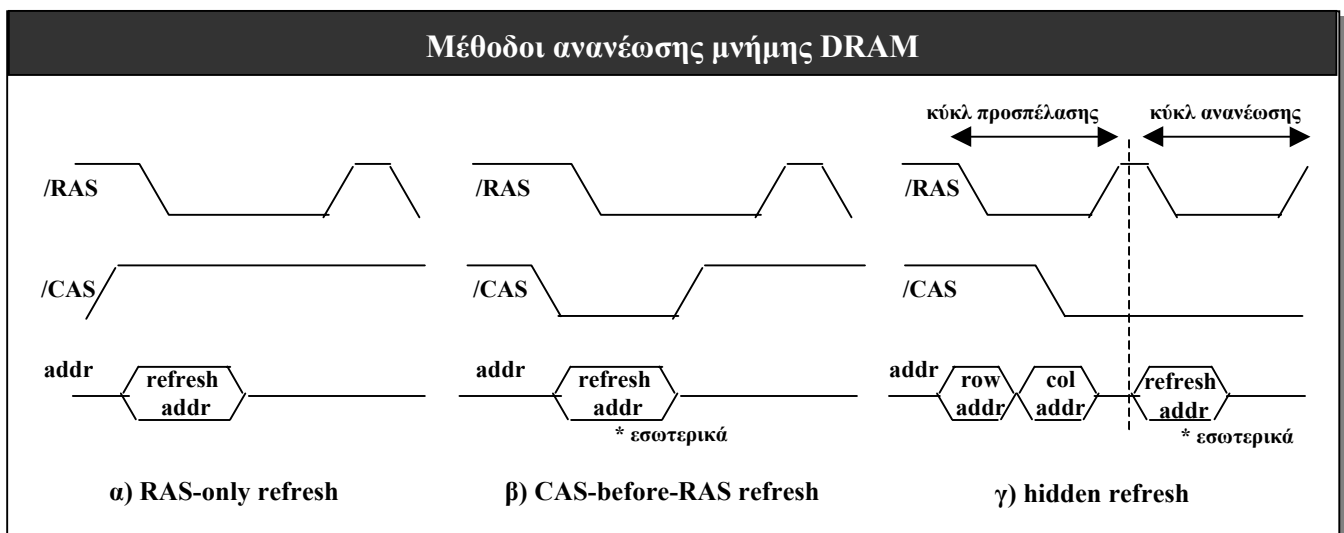 Μέθοδοι ανανέωσης μνήμης DRAM
κύκλ προσπέλασης
κύκλ ανανέωσης
/RAS
/RAS
/RAS
/CAS
/CAS
/CAS
addr
refresh
addr
addr
refresh
addr
* εσωτερικά
addr
row
addr
col
addr
refresh
addr
* εσωτερικά
α) RAS-only refresh
β) CAS-before-RAS refresh
γ) hidden refresh